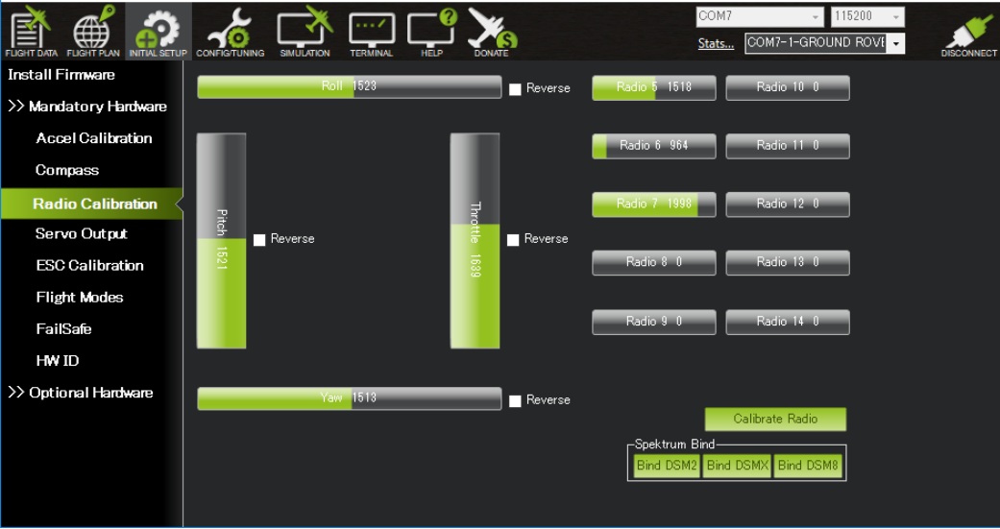 COM7 115200
FLIGHT DATA FLIGHT PLAN INITIAL SETUP CONFIG/TUNING SIMULATION TERMINAL HELP DONATE Stats... COM7-1-GROUND ROVE DISCONNECT
Install Firmware
>> Mandatory Hardware
Accel Calibration
Compass
Radio Calibration
Servo Output
ESC Calibration
Flight Modes
FailSafe
HW ID
>> Optional Hardware
Roll 1523 Reverse
Pitch 1521 Reverse
Throttle 1639 Reverse
Yaw 1513 Reverse
Radio 5 1518 Radio 10 0
Radio 6 964 Radio 11 0
Radio 7 1998 Radio 12 0
Radio 8 0 Radio 13 0
Radio 9 0 Radio 14 0
Calibrate Radio
Spektrum Bind
Bind DSM2 Bind DSMX Bind DSM8